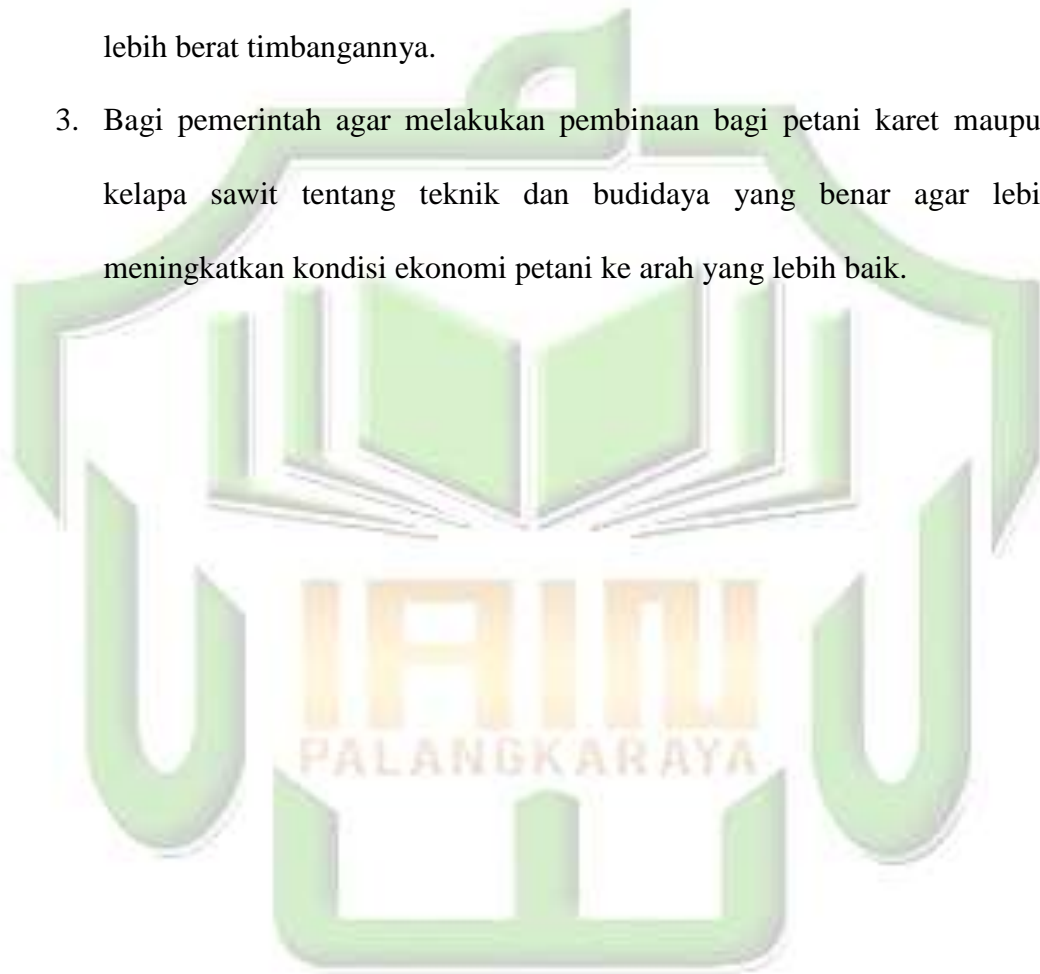 lebih berat timbangannya.
3. Bagi pemerintah agar melakukan pembinaan bagi petani karet maupu
kelapa sawit tentang teknik dan budidaya yang benar agar lebi
meningkatkan kondisi ekonomi petani ke arah yang lebih baik.
IAIN
PALANGKARAYA